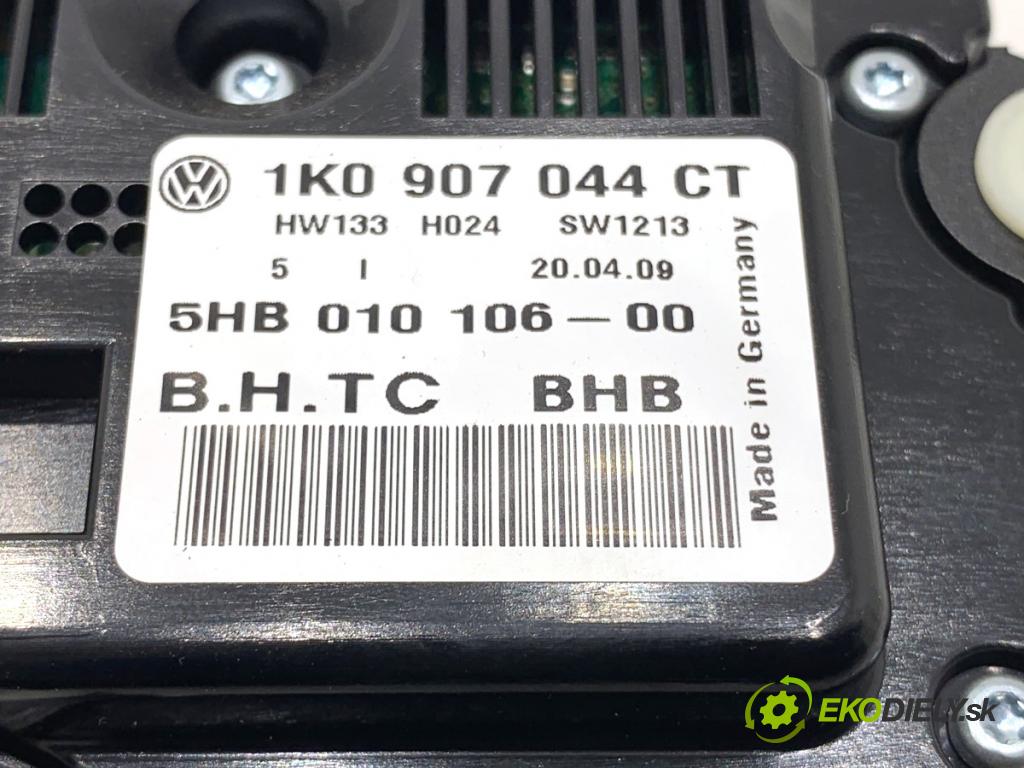 VW 1K0 907 044 CT
HW133 H024 SW1213
5 I 20.04.09
5HB 010 106-00
B.H.TC BHB
Made in Germany
EKODIELY.sk